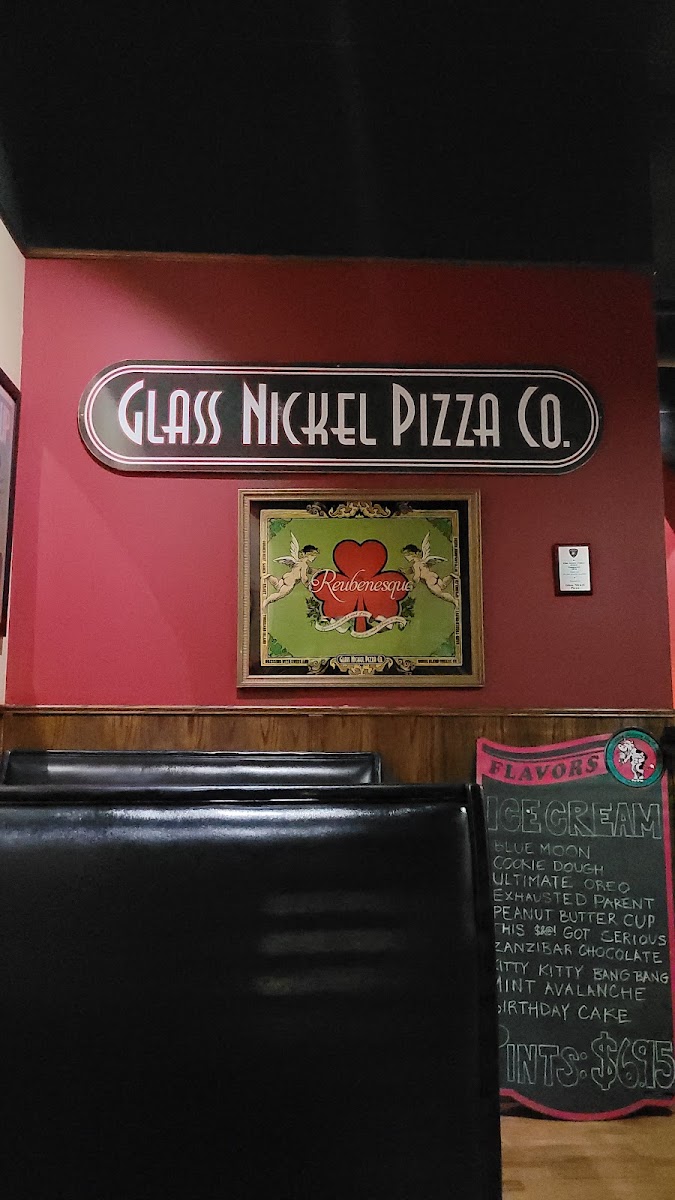 GLASS NICKEL PIZZA CO.
Reubenesque
GLASS NICKEL PIZZA CO.
FLAVORS
ICE CREAM
BLUE MOON
COOKIE DOUGH
ULTIMATE OREO
EXHAUSTED PARENT
PEANUT BUTTER CUP
THIS $#@! GOT SERIOUS
ZANZIBAR CHOCOLATE
KITTY KITTY BANG BANG
MINT AVALANCHE
BIRTHDAY CAKE
PINTS: $6.95